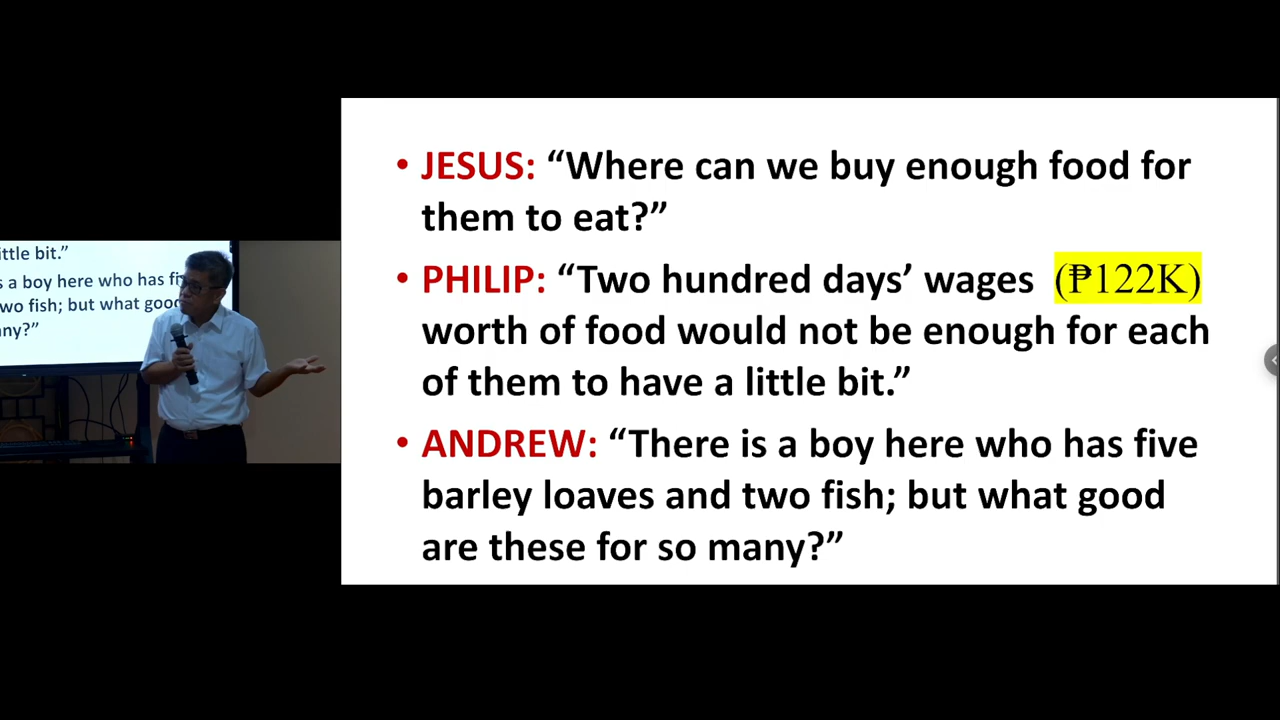 • JESUS: “Where can we buy enough food for
them to eat?”
• PHILIP: “Two hundred days’ wages (₱122K)
worth of food would not be enough for each
of them to have a little bit.”
• ANDREW: “There is a boy here who has five
barley loaves and two fish; but what good
are these for so many?”
ittle bit.”
s a boy here who has fi
two fish; but what good
any?”